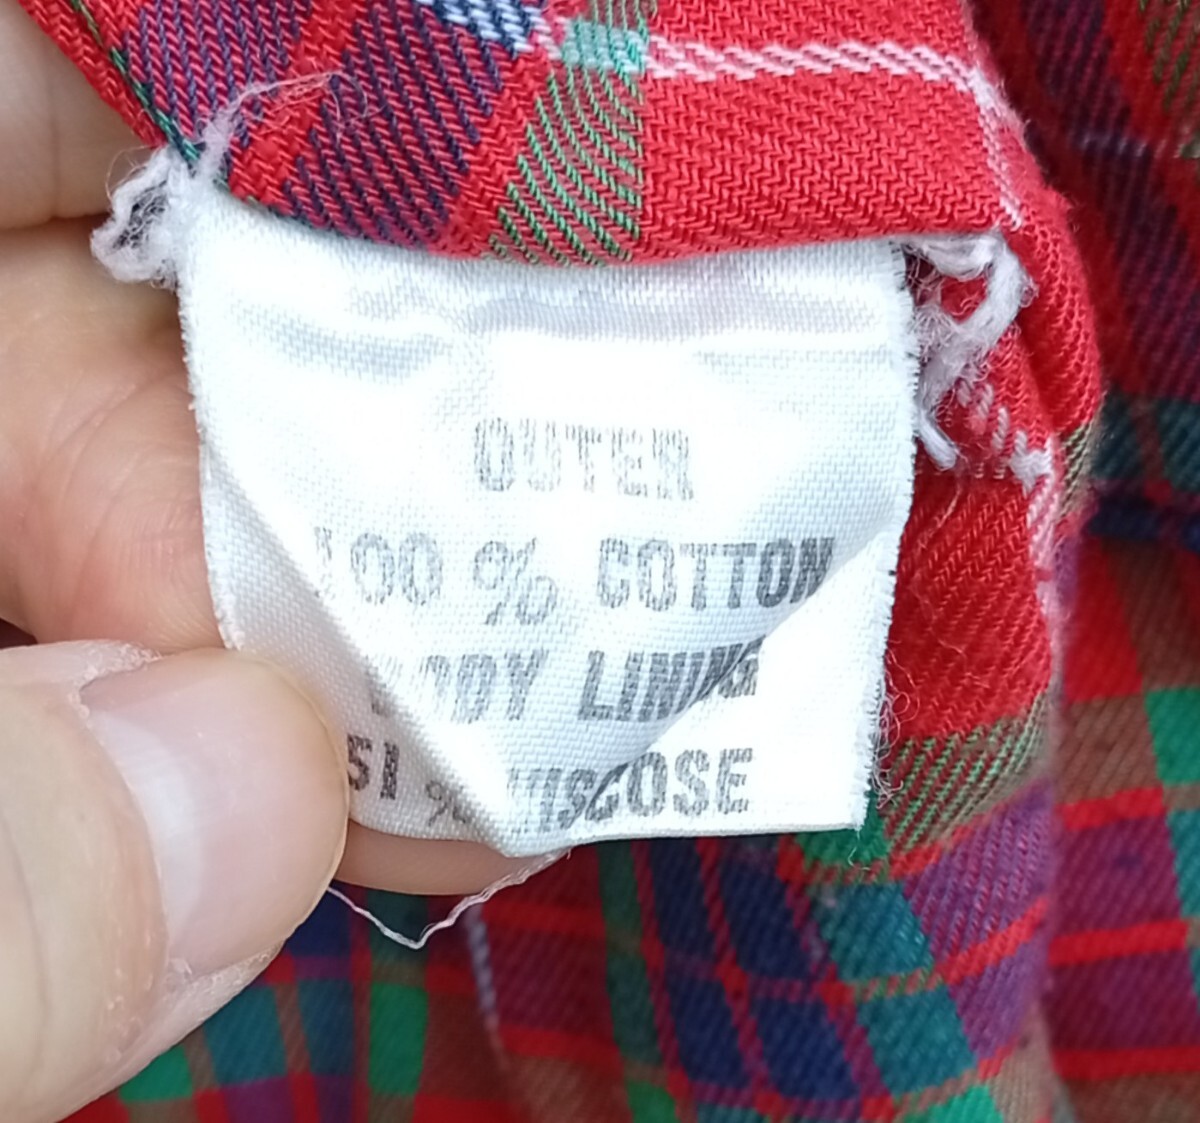 OUTER
100 % COTTON
BODY LINING
51 % VISCOSE